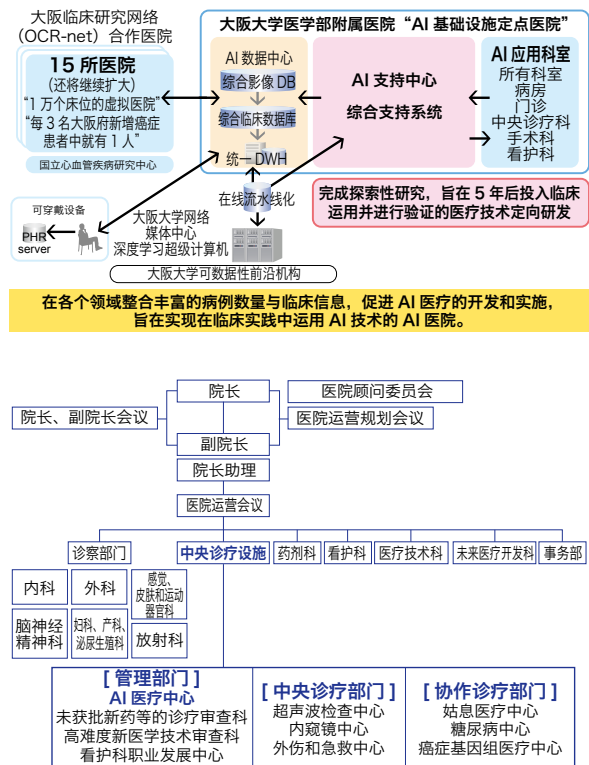 大阪临床研究网络
（OCR-net）合作医院
15 所医院
（还将继续扩大）
“1 万个床位的虚拟医院”
“每 3 名大阪府新增癌症
患者中就有 1 人”
国立心血管疾病研究中心
可穿戴设备
PHR
server
大阪大学医学部附属医院“AI 基础设施定点医院”
AI 数据中心
综合影像 DB
综合临床数据库
统一 DWH
在线流水线化
AI 支持中心
综合支持系统
AI 应用科室
所有科室
病房
门诊
中央诊疗科
手术科
看护科
完成探索性研究，旨在 5 年后投入临床
运用并进行验证的医疗技术定向研发
大阪大学网络
媒体中心
深度学习超级计算机
大阪大学可数据性前沿机构
在各个领域整合丰富的病例数量与临床信息，促进 AI 医疗的开发和实施，
旨在实现在临床实践中运用 AI 技术的 AI 医院。
院长
医院顾问委员会
院长、副院长会议
医院运营规划会议
副院长
院长助理
医院运营会议
诊察部门
中央诊疗设施
药剂科
看护科
医疗技术科
未来医疗开发科
事务部
内科
外科
感觉、
皮肤和运动
器官科
脑神经
精神科
妇科、产科、
泌尿生殖科
放射科
[ 管理部门 ]
AI 医疗中心
未获批新药等的诊疗审查科
高难度新医学技术审查科
看护科职业发展中心
[ 中央诊疗部门 ]
超声波检查中心
内窥镜中心
外伤和急救中心
[ 协作诊疗部门 ]
姑息医疗中心
糖尿病中心
癌症基因组医疗中心